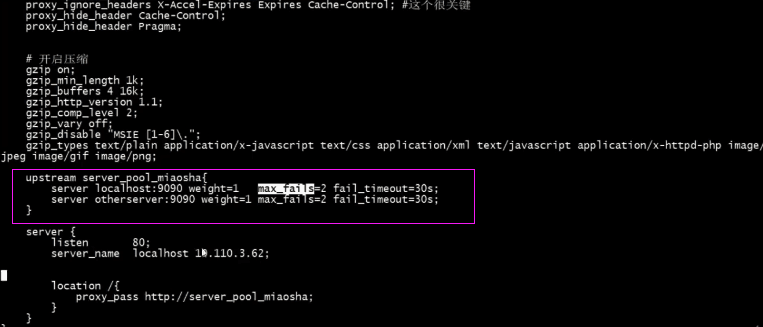 proxy_ignore_headers X-Accel-Expires Expires Cache-Control; #这个很关键
proxy_hide_header Cache-Control;
proxy_hide_header Pragma;
# 开启压缩
gzip on;
gzip_min_length 1k;
gzip_buffers 4 16k;
gzip_http_version 1.1;
gzip_comp_level 2;
gzip_vary off;
gzip_disable "MSIE [1-6]\.";
gzip_types text/plain application/x-javascript text/css application/xml text/javascript application/x-httpd-php image/
jpeg image/gif image/png;
upstream server_pool_miaosha{
server localhost:9090 weight=1 max_fails=2 fail_timeout=30s;
server otherserver:9090 weight=1 max_fails=2 fail_timeout=30s;
}
server {
listen 80;
server_name localhost 10.110.3.62;
location /{
proxy_pass http://server_pool_miaosha;
}
}